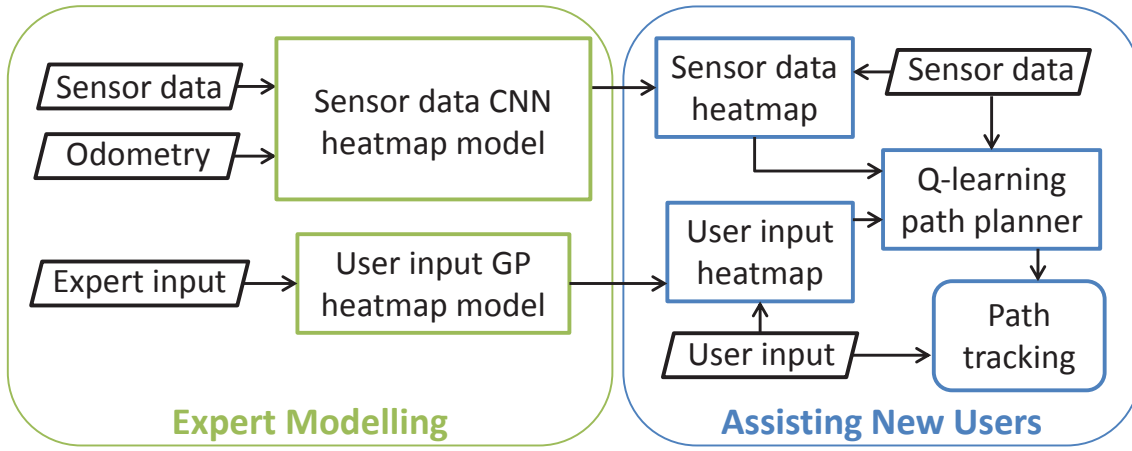 Sensor data
Odometry
Sensor data CNN
heatmap model
Expert input
User input GP
heatmap model
Expert Modelling
Sensor data
heatmap
Sensor data
Q-learning
path planner
User input
heatmap
User input
Path
tracking
Assisting New Users